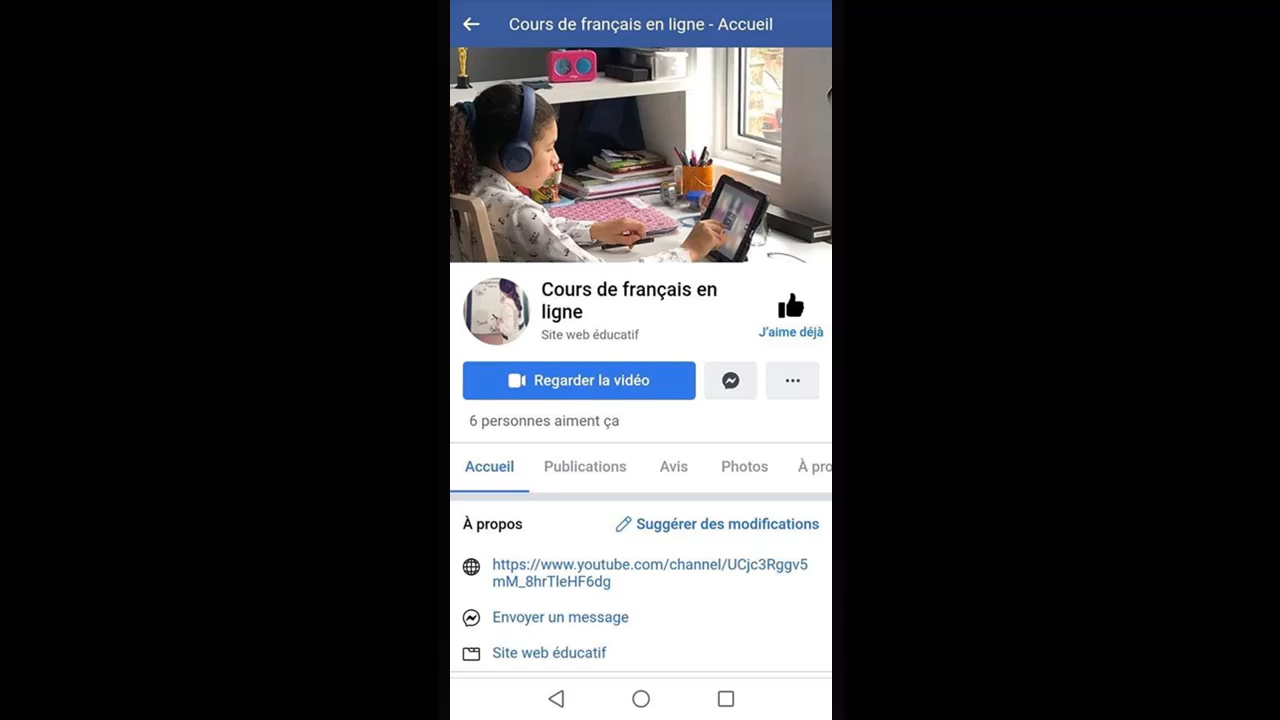 Cours de français en ligne - Accueil
Cours de français en
ligne
Site web éducatif
J'aime déjà
Regarder la vidéo
6 personnes aiment ça
Accueil Publications Avis Photos À pro
À propos
Suggérer des modifications
https://www.youtube.com/channel/UCjc3Rggv5
mM_8hrTleHF6dg
Envoyer un message
Site web éducatif